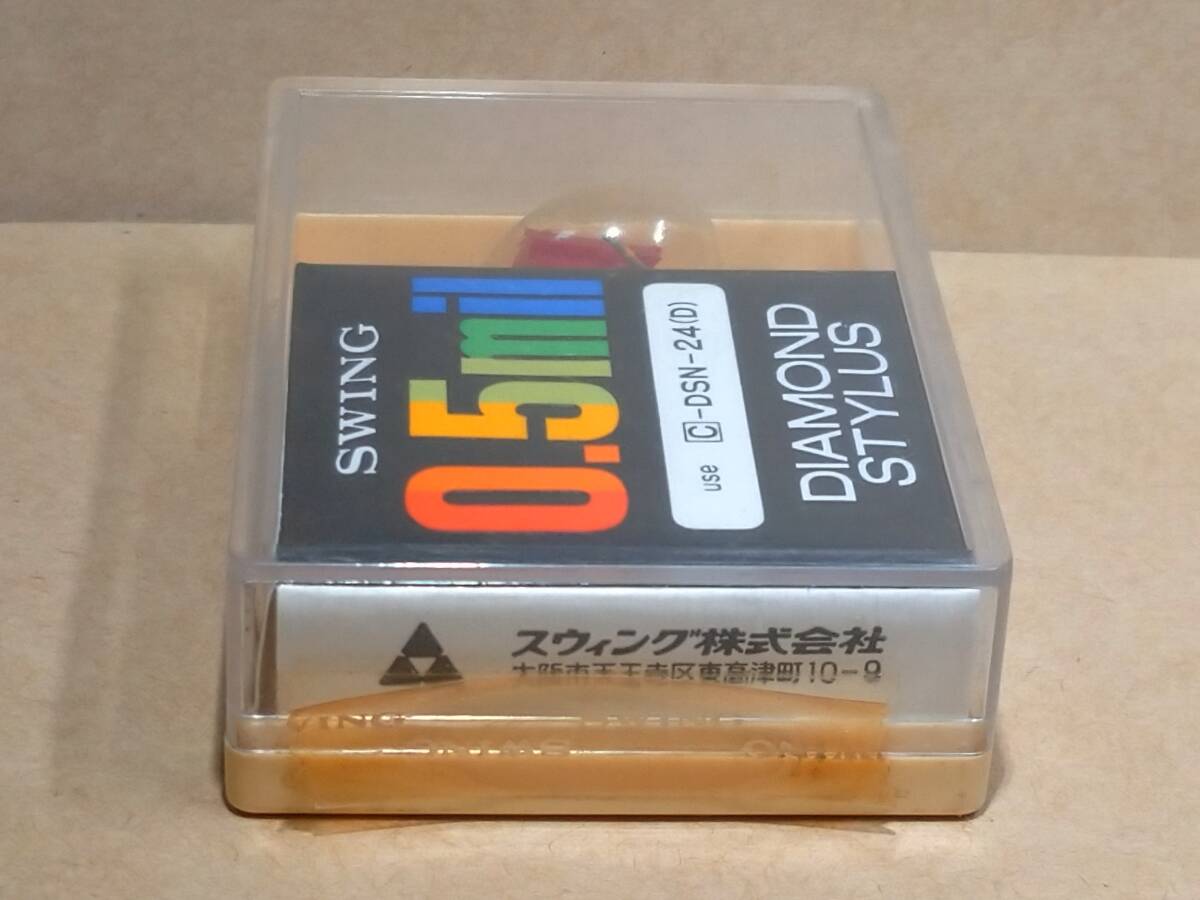 SWING
0.5mil
use C-DSN-24(D)
DIAMOND
STYLUS
スウィング株式会社
大阪市天王寺区東高津町10-9
SWING